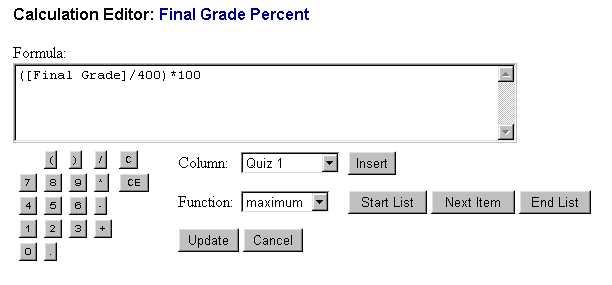 Calculation Editor: Final Grade Percent
Formula:
([Final Grade]/400)*100
( ) / C
Column: Quiz 1 Insert
7 8 9 * CE
4 5 6 -
Function: maximum Start List Next Item End List
1 2 3 +
Update Cancel
0 .